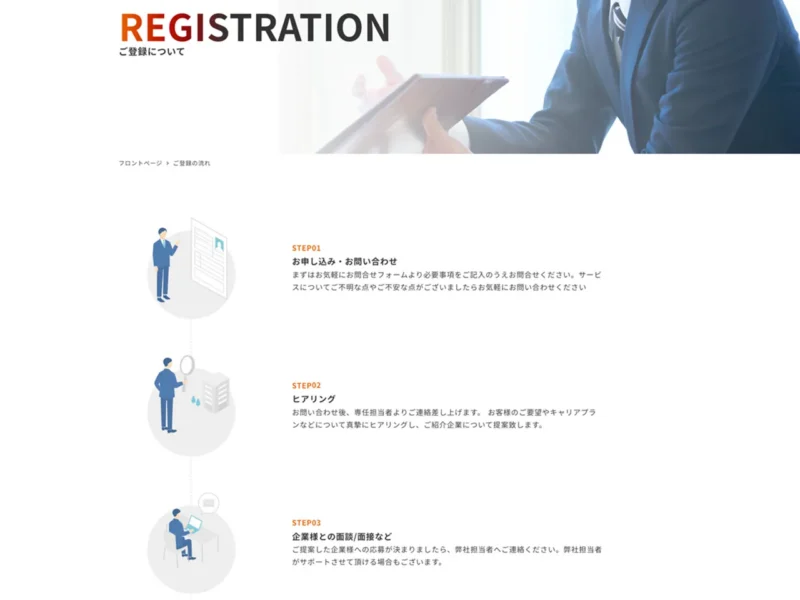 REGISTRATION
ご登録について
フロントページ › ご登録の流れ
STEP01
お申し込み・お問い合わせ
まずはお気軽にお問合せフォームより必要事項をご記入のうえお問合せください。サービ
スについてご不明な点やご不安な点がございましたらお気軽にお問い合わせください
STEP02
ヒアリング
お問い合わせ後、専任担当者よりご連絡差し上げます。 お客様のご要望やキャリアプラ
ンなどについて真摯にヒアリングし、ご紹介企業について提案致します。
STEP03
企業様との面談/面接など
ご提案した企業様への応募が決まりましたら、弊社担当者へご連絡ください。弊社担当者
がサポートさせて頂ける場合もございます。